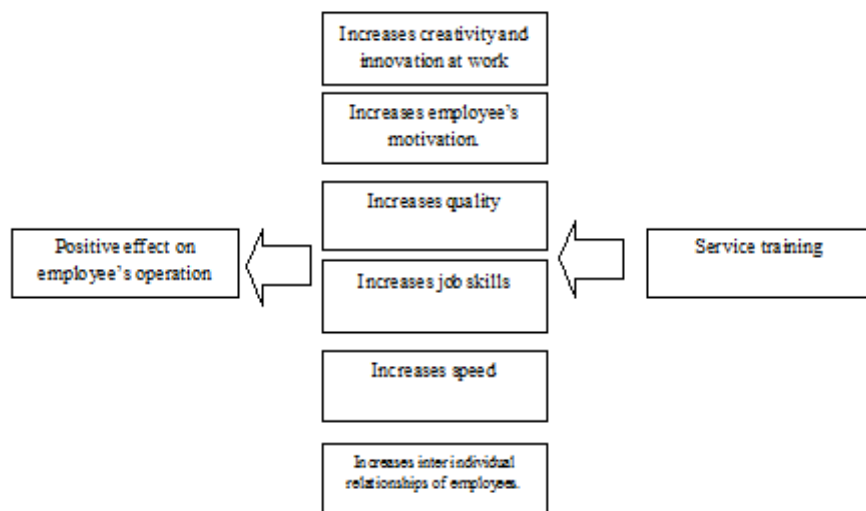 Increases creativity and
innovation at work
Increases employee's
motivation.
Increases quality
Positive effect on
employee's operation
Service training
Increases job skills
Increases speed
Increases inter individual
relationships of employees.